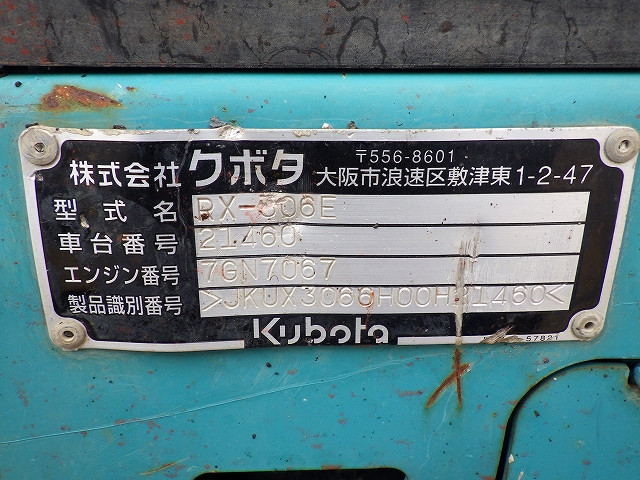 株式会社 クボタ 〒556-8601
大阪市浪速区敷津東1-2-47
型式名 RX-306E
車台番号 21460
エンジン番号 7GN7067
製品識別番号 >JKUX3066H00H21460<
Kubota
57821